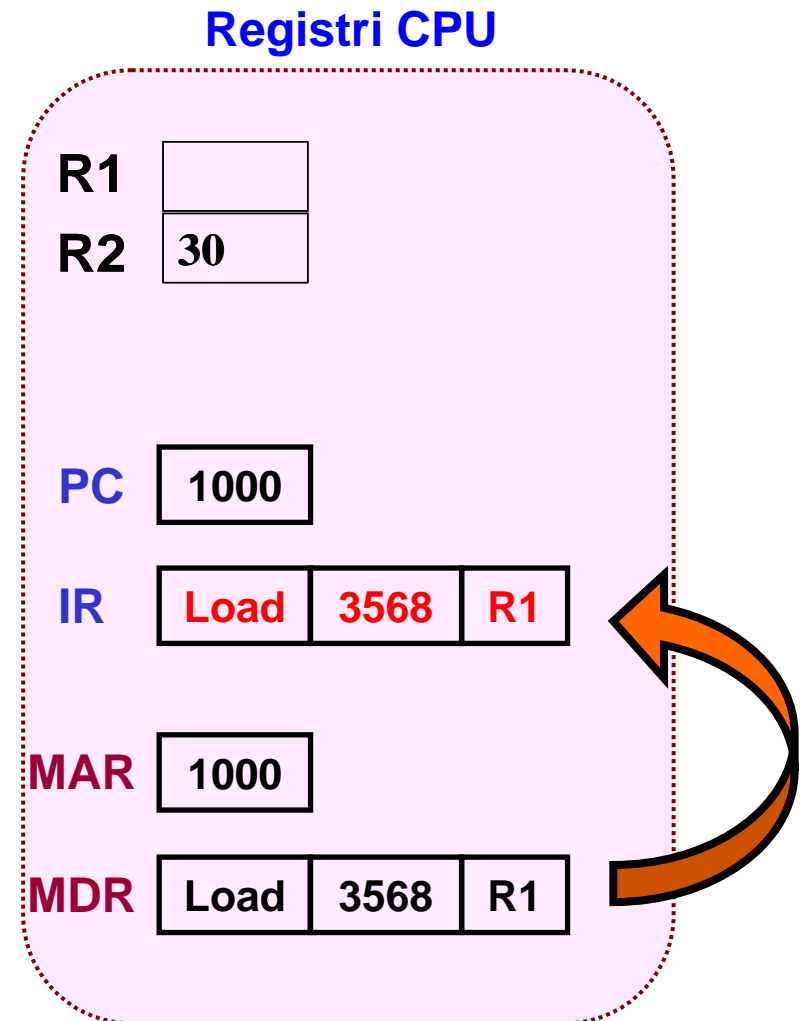 Registri CPU
R1
R2 30
PC 1000
IR Load 3568 R1
MAR 1000
MDR Load 3568 R1